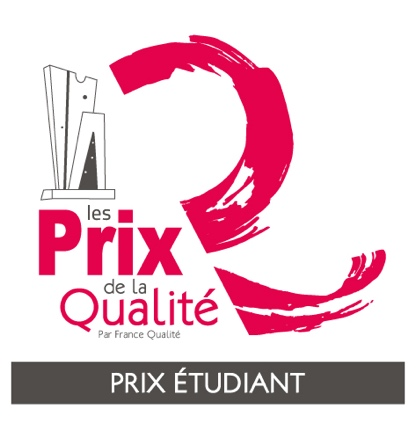 les
Prix
de la
Qualité
Par France Qualité
PRIX ÉTUDIANT